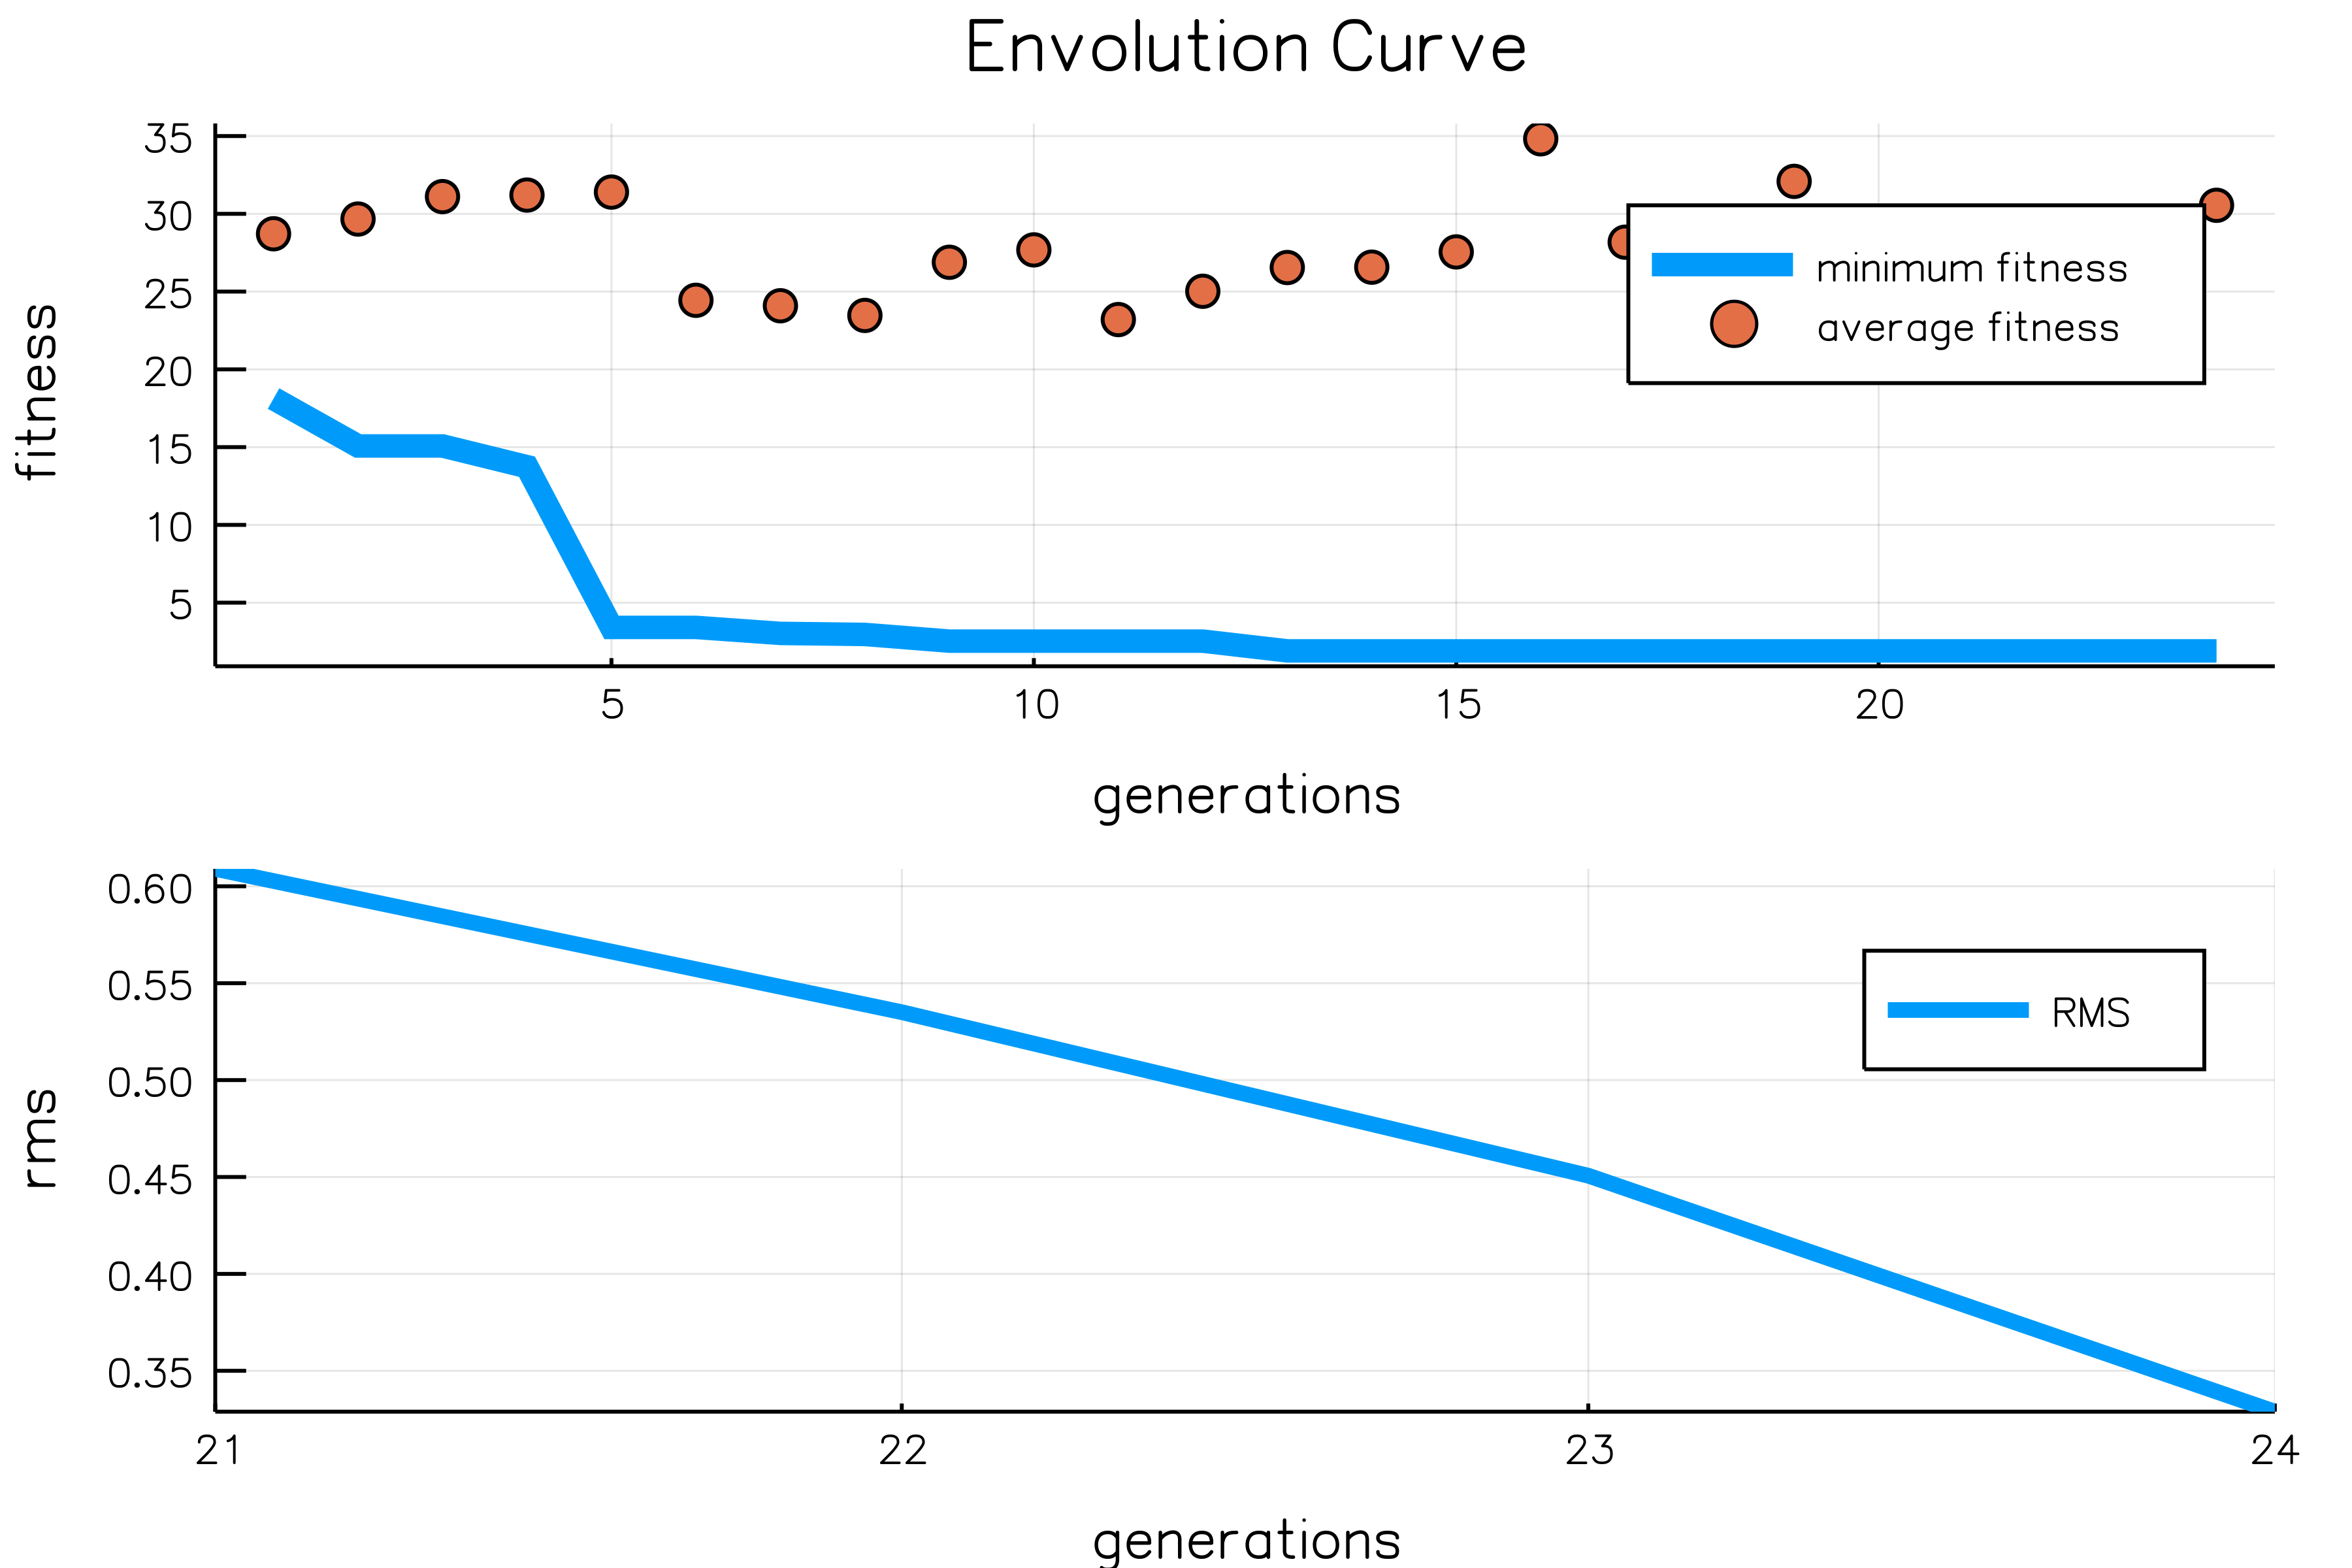 Envolution Curve
35
30
25
20
15
10
5
fitness
minimum fitness
average fitness
5 10 15 20
generations
0.60
0.55
0.50
0.45
0.40
0.35
rms
RMS
21 22 23 24
generations